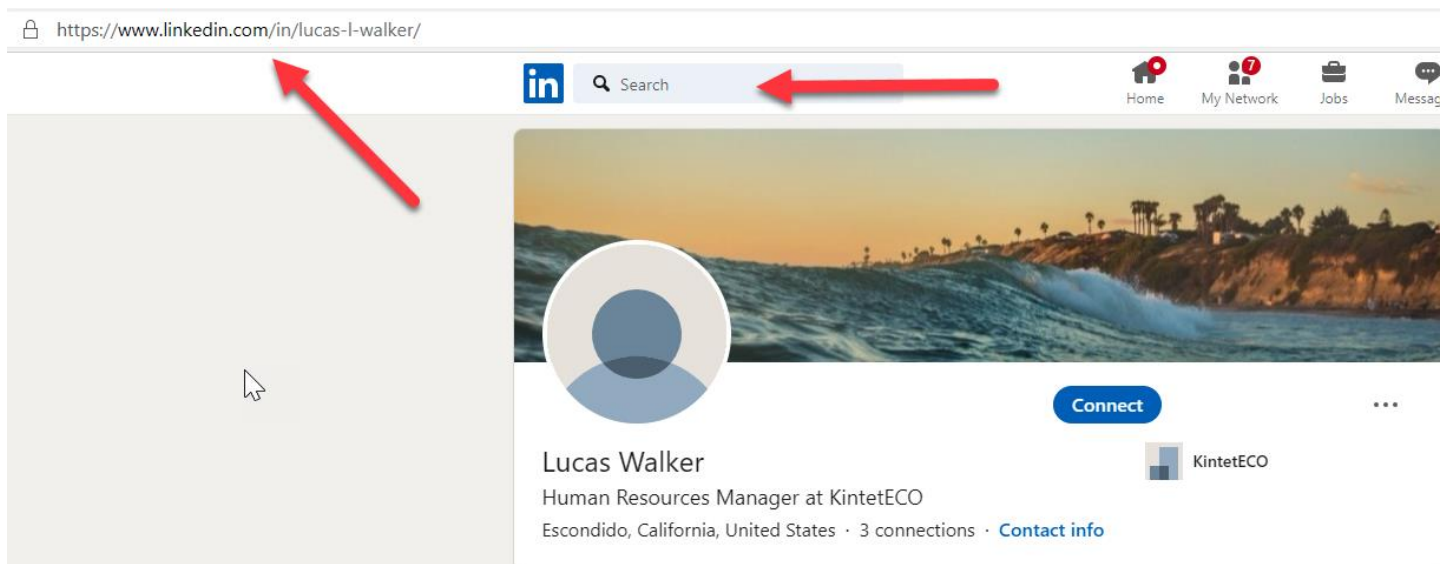 https://www.linkedin.com/in/lucas-l-walker/
in
Search
7
Home
My Network
Jobs
Messag
Connect
Lucas Walker
KintetECO
Human Resources Manager at KintetECO
Escondido, California, United States · 3 connections · Contact info